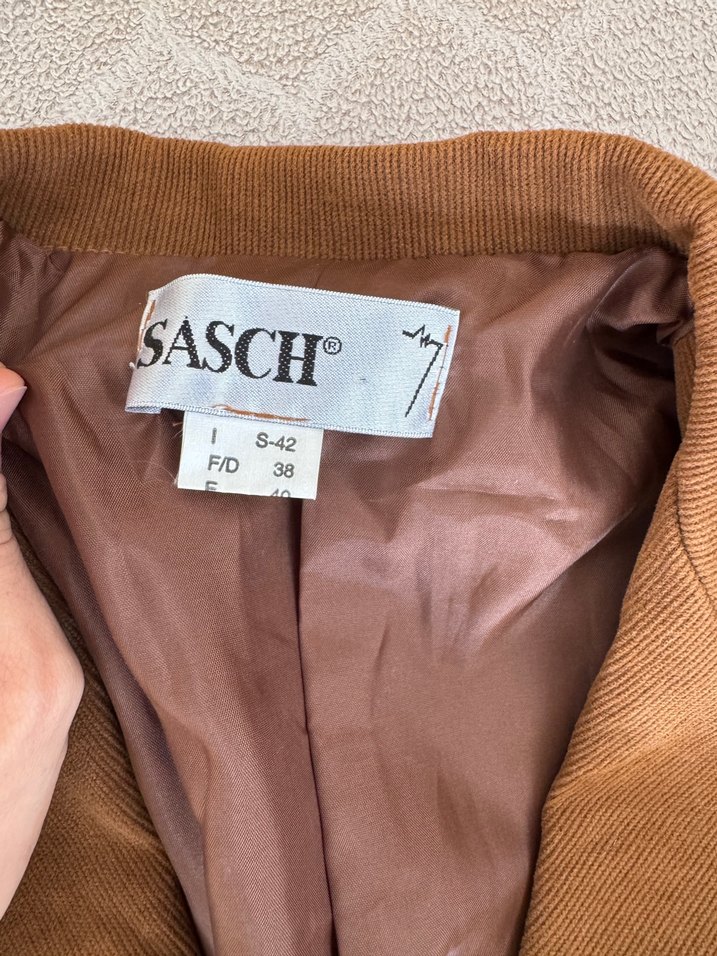 SASCH®
I S-42
F/D 38